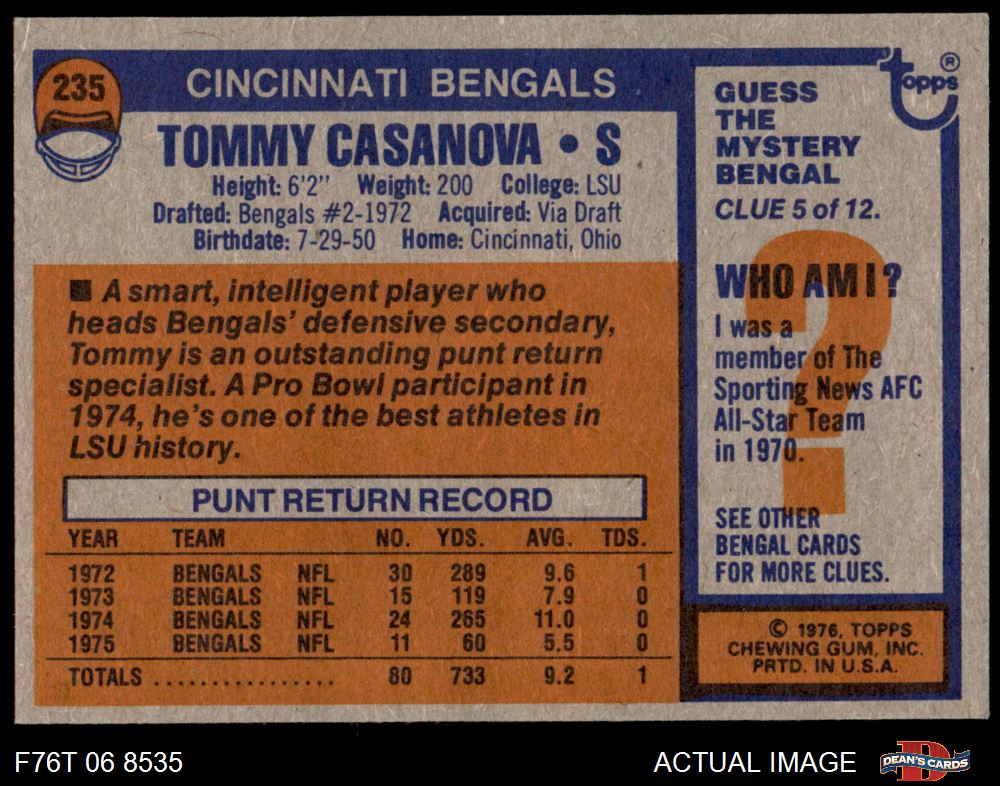 235
CINCINNATI BENGALS
TOMMY CASANOVA • S
Height: 6'2" Weight: 200 College: LSU
Drafted: Bengals #2-1972 Acquired: Via Draft
Birthdate: 7-29-50 Home: Cincinnati, Ohio
■ A smart, intelligent player who
heads Bengals' defensive secondary,
Tommy is an outstanding punt return
specialist. A Pro Bowl participant in
1974, he's one of the best athletes in
LSU history.
PUNT RETURN RECORD
YEAR TEAM NO. YDS. AVG. TDS.
1972 BENGALS NFL 30 289 9.6 1
1973 BENGALS NFL 15 119 7.9 0
1974 BENGALS NFL 24 265 11.0 0
1975 BENGALS NFL 11 60 5.5 0
TOTALS ................ 80 733 9.2 1
topps ®
GUESS
THE
MYSTERY
BENGAL
CLUE 5 of 12.
?
WHO AM I?
I was a
member of The
Sporting News AFC
All-Star Team
in 1970.
SEE OTHER
BENGAL CARDS
FOR MORE CLUES.
© 1976, TOPPS
CHEWING GUM, INC.
PRTD. IN U.S.A.
F76T 06 8535
ACTUAL IMAGE
D
DEAN'S CARDS